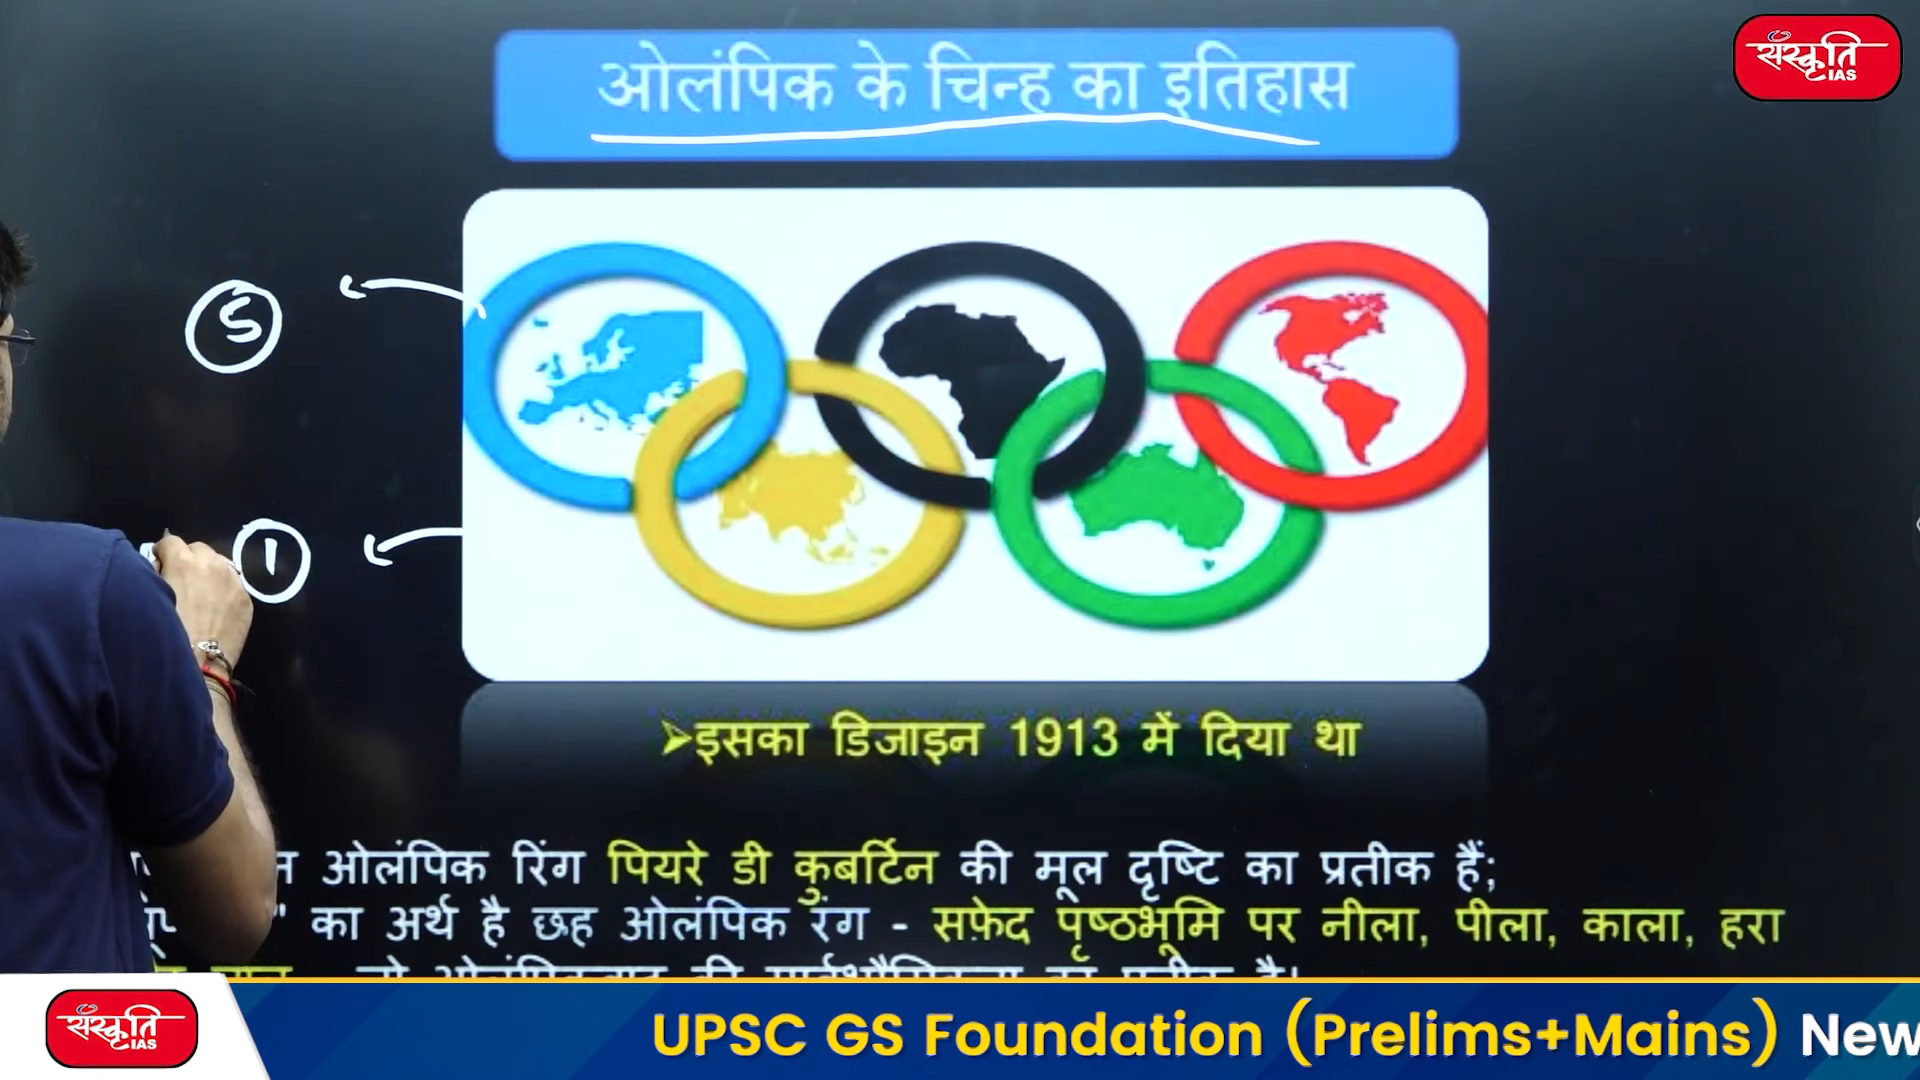 ओलंपिक के चिन्ह का इतिहास
संस्कृति
IAS
5
1
➤इसका डिजाइन 1913 में दिया था
ओलंपिक रिंग पियरे डी कुबर्टिन की मूल दृष्टि का प्रतीक हैं;
" का अर्थ है छह ओलंपिक रंग - सफ़ेद पृष्ठभूमि पर नीला, पीला, काला, हरा
संस्कृति
IAS
UPSC GS Foundation (Prelims+Mains) New